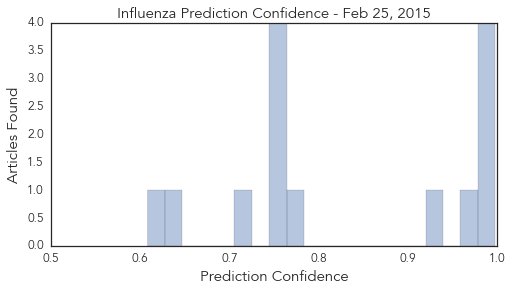 Influenza Prediction Confidence - Feb 25, 2015
4.0
3.5
3.0
2.5
2.0
1.5
1.0
0.5
0.0
Articles Found
0.5 0.6 0.7 0.8 0.9 1.0
Prediction Confidence